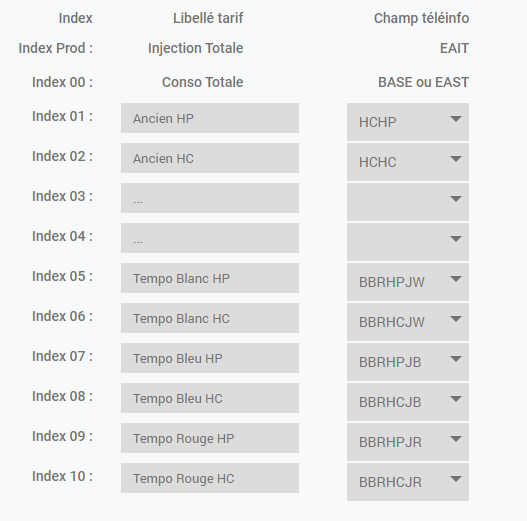 Index Libellé tarif Champ téléinfo
Index Prod : Injection Totale EAIT
Index 00 : Conso Totale BASE ou EAST
Index 01 : Ancien HP HCHP
Index 02 : Ancien HC HCHC
Index 03 : ...
Index 04 : ...
Index 05 : Tempo Blanc HP BBRHPJW
Index 06 : Tempo Blanc HC BBRHCJW
Index 07 : Tempo Bleu HP BBRHPJB
Index 08 : Tempo Bleu HC BBRHCJB
Index 09 : Tempo Rouge HP BBRHPJR
Index 10 : Tempo Rouge HC BBRHCJR